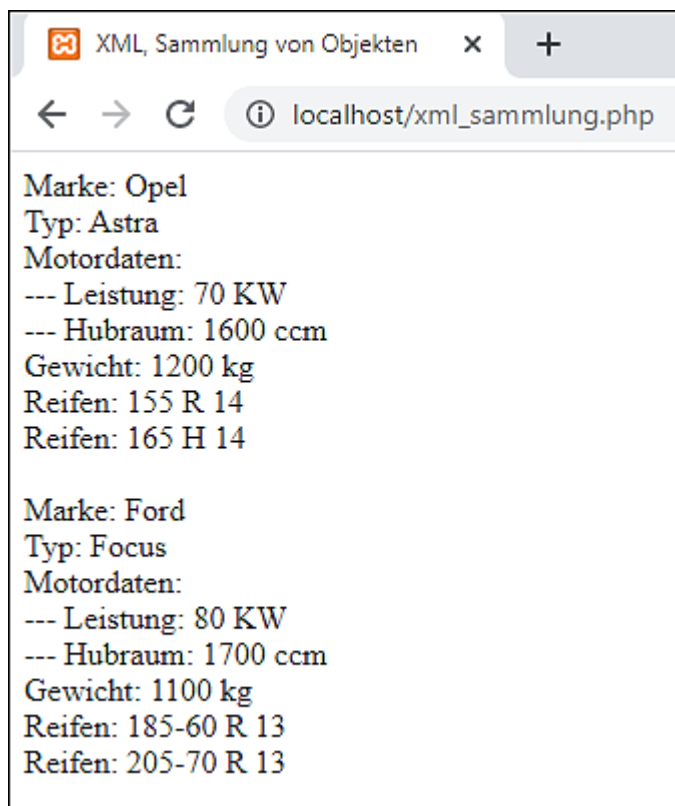 XML, Sammlung von Objekten
localhost/xml_sammlung.php
Marke: Opel
Typ: Astra
Motordaten:
--- Leistung: 70 KW
--- Hubraum: 1600 ccm
Gewicht: 1200 kg
Reifen: 155 R 14
Reifen: 165 H 14
Marke: Ford
Typ: Focus
Motordaten:
--- Leistung: 80 KW
--- Hubraum: 1700 ccm
Gewicht: 1100 kg
Reifen: 185-60 R 13
Reifen: 205-70 R 13